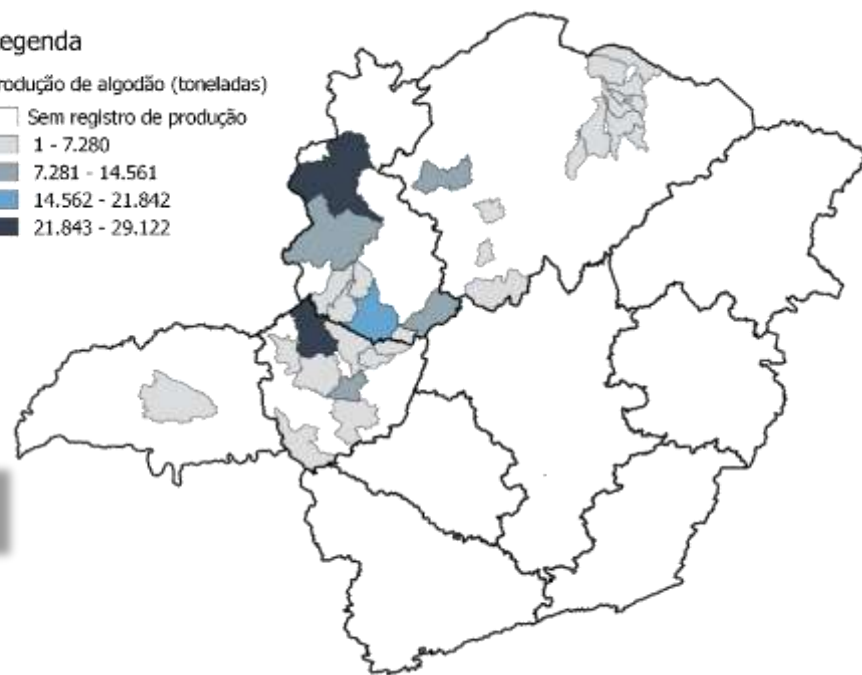 egenda
rodução de algodão (toneladas)
Sem registro de produção
1 - 7.280
7.281 - 14.561
14.562 - 21.842
21.843 - 29.122